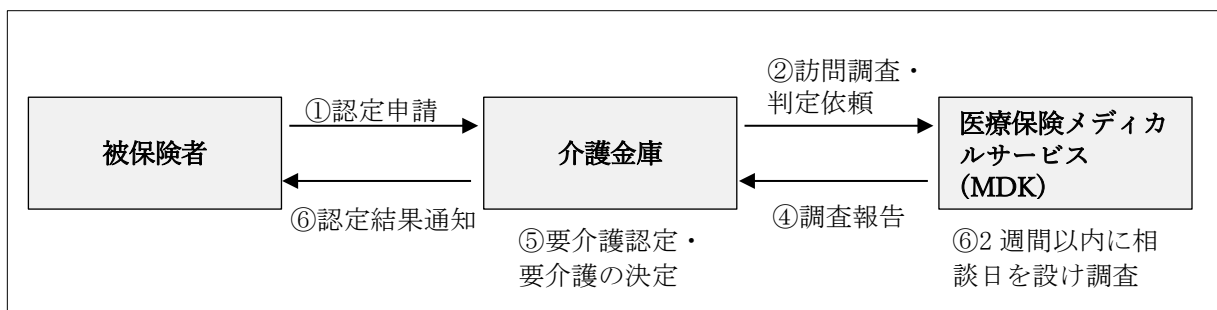 被保険者
①認定申請
⑥認定結果通知
介護金庫
⑤要介護認定・
要介護の決定
②訪問調査・
判定依頼
④調査報告
医療保険メディカ
ルサービス
(MDK)
⑥2 週間以内に相
談日を設け調査